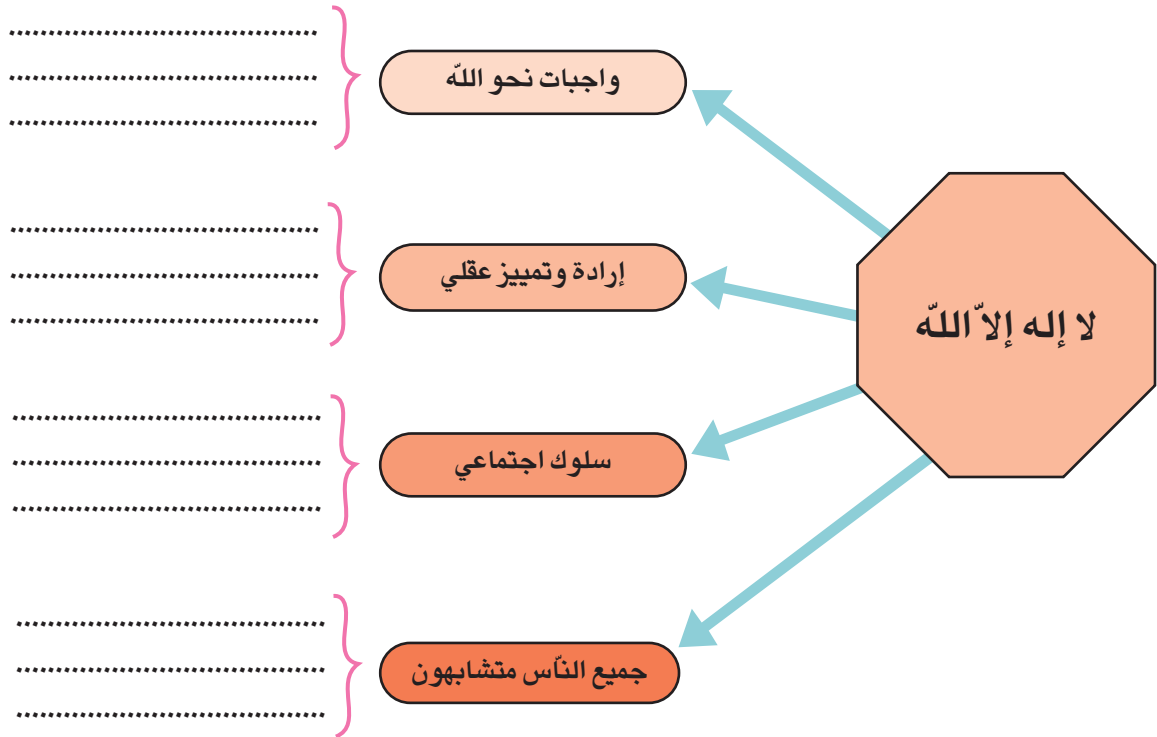 لا إله إلاّ اللّه
واجبات نحو اللّه
إرادة وتمييز عقلي
سلوك اجتماعي
جميع النّاس متشابهون